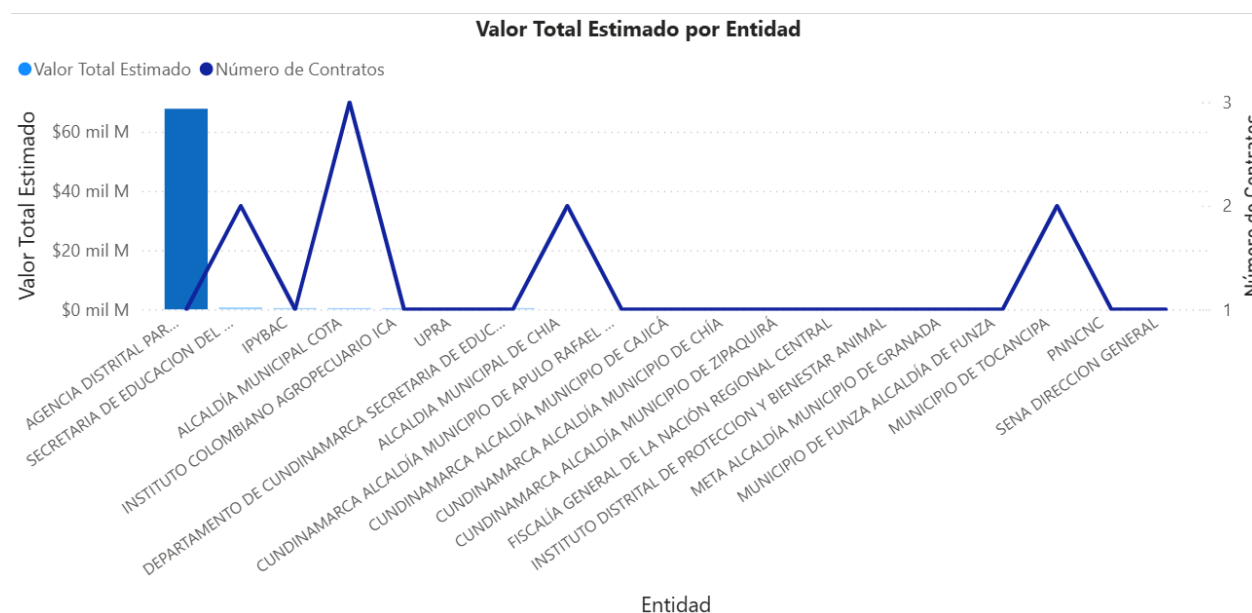 Valor Total Estimado por Entidad
Valor Total Estimado Número de Contratos
Valor Total Estimado
$60 mil M
$40 mil M
$20 mil M
$0 mil M
3
2
1
Número de Contratos
AGENCIA DISTRITAL PAR...
SECRETARIA DE EDUCACION DEL ...
IPYBAC
ALCALDÍA MUNICIPAL COTA
INSTITUTO COLOMBIANO AGROPECUARIO ICA
UPRA
DEPARTAMENTO DE CUNDINAMARCA SECRETARIA DE EDUC...
ALCALDIA MUNICIPAL DE CHIA
CUNDINAMARCA ALCALDÍA MUNICIPIO DE APULO RAFAEL ...
CUNDINAMARCA ALCALDÍA MUNICIPIO DE CAJICÁ
CUNDINAMARCA ALCALDÍA MUNICIPIO DE CHÍA
CUNDINAMARCA ALCALDÍA MUNICIPIO DE ZIPAQUIRÁ
FISCALÍA GENERAL DE LA NACIÓN REGIONAL CENTRAL
INSTITUTO DISTRITAL DE PROTECCION Y BIENESTAR ANIMAL
META ALCALDÍA MUNICIPIO DE GRANADA
MUNICIPIO DE FUNZA ALCALDÍA DE FUNZA
MUNICIPIO DE TOCANCIPA
PNNCNC
SENA DIRECCION GENERAL
Entidad